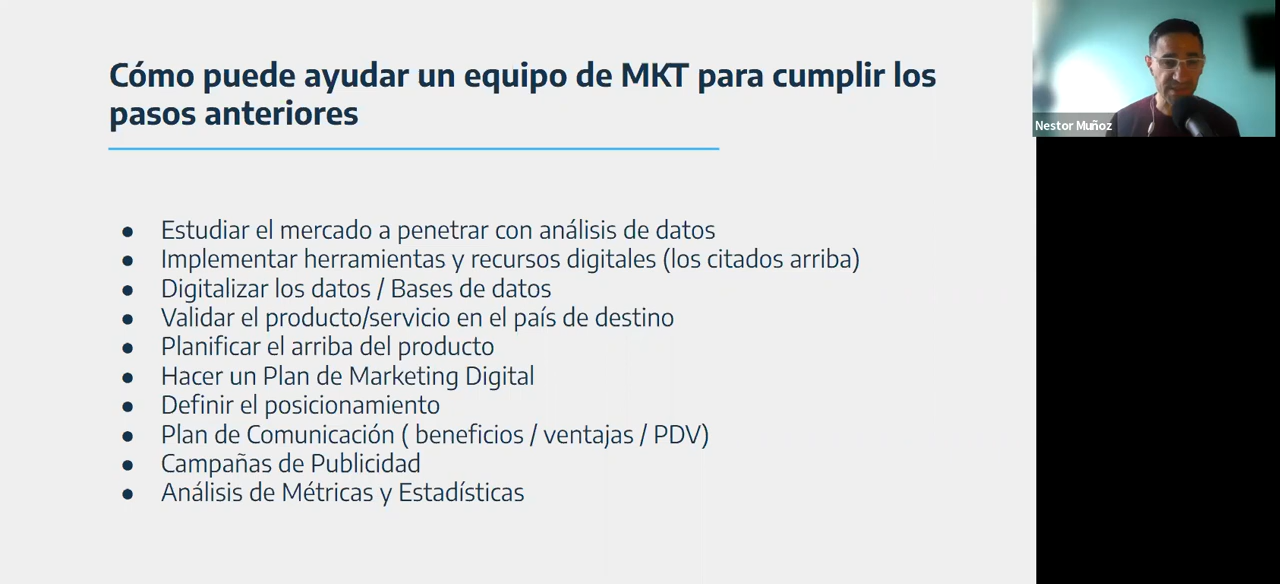 Cómo puede ayudar un equipo de MKT para cumplir los
pasos anteriores
● Estudiar el mercado a penetrar con análisis de datos
● Implementar herramientas y recursos digitales (los citados arriba)
● Digitalizar los datos / Bases de datos
● Validar el producto/servicio en el país de destino
● Planificar el arriba del producto
● Hacer un Plan de Marketing Digital
● Definir el posicionamiento
● Plan de Comunicación ( beneficios / ventajas / PDV)
● Campañas de Publicidad
● Análisis de Métricas y Estadísticas
Nestor Muñoz